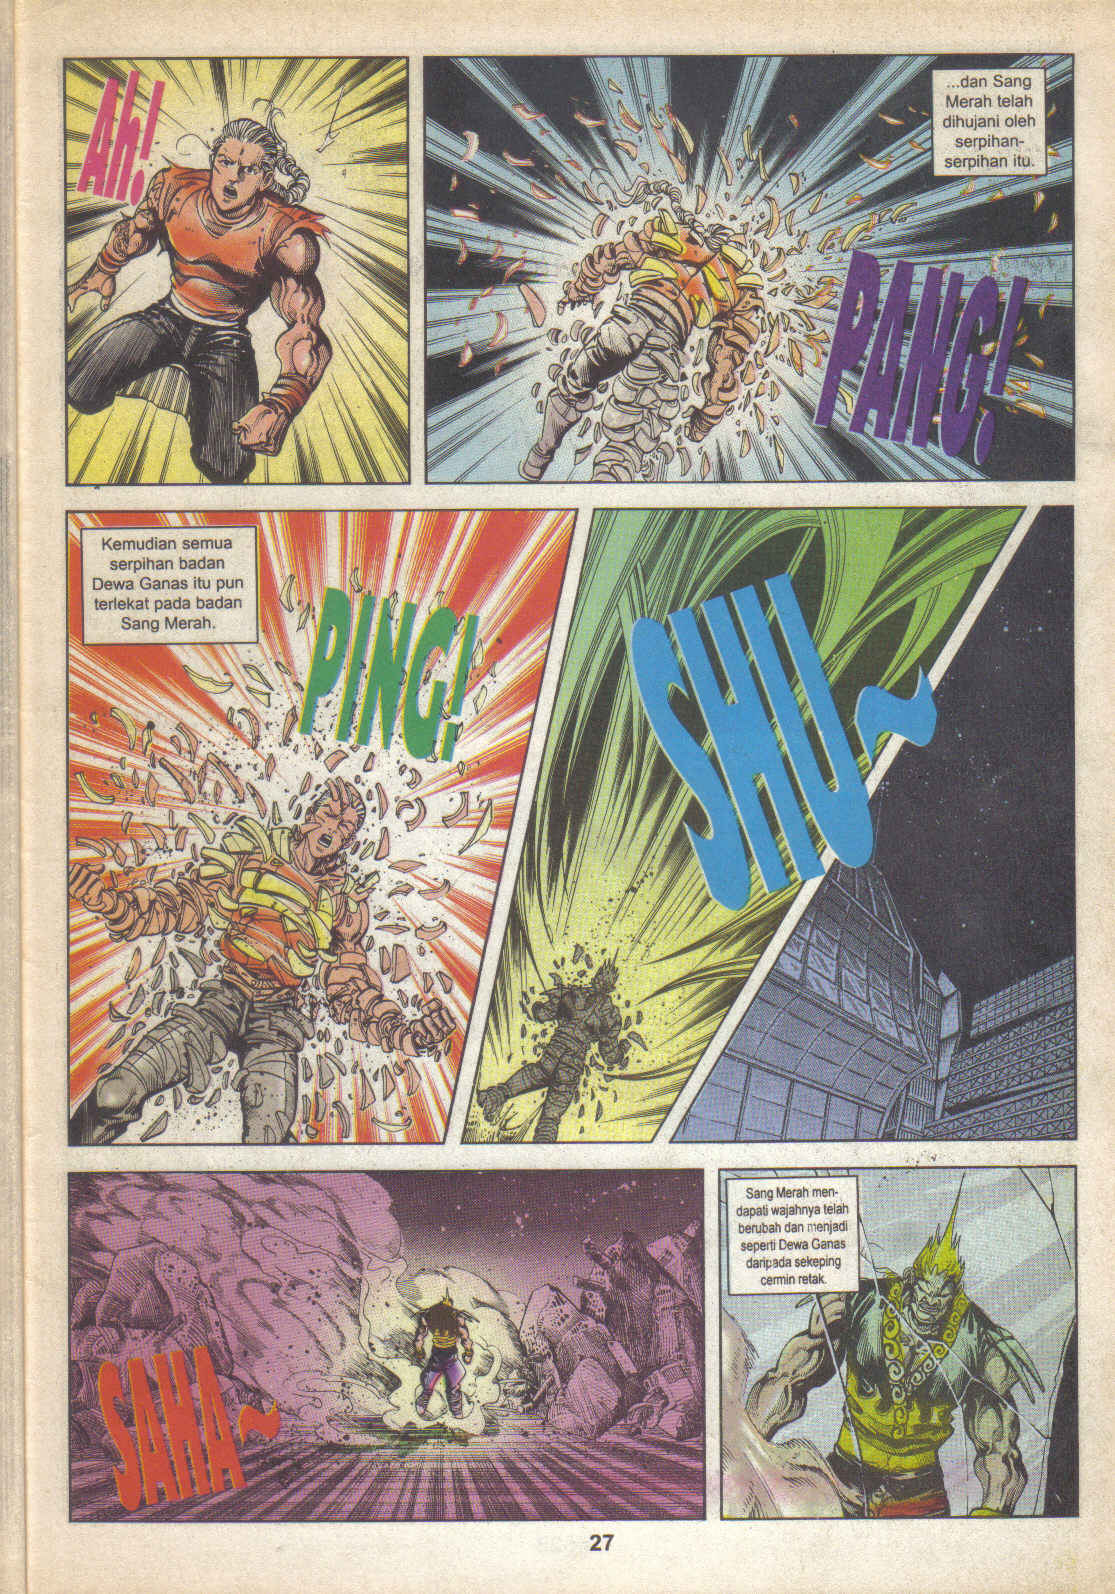 Ah!
...dan Sang
Merah telah
dihujani oleh
serpihan-
serpihan itu.
PANG!
Kemudian semua
serpihan badan
Dewa Ganas itu pun
terlekat pada badan
Sang Merah.
PING!
SHU~
SAHA~
Sang Merah men-
dapati wajahnya telah
berubah dan menjadi
seperti Dewa Ganas
daripada sekeping
cermin retak.
27